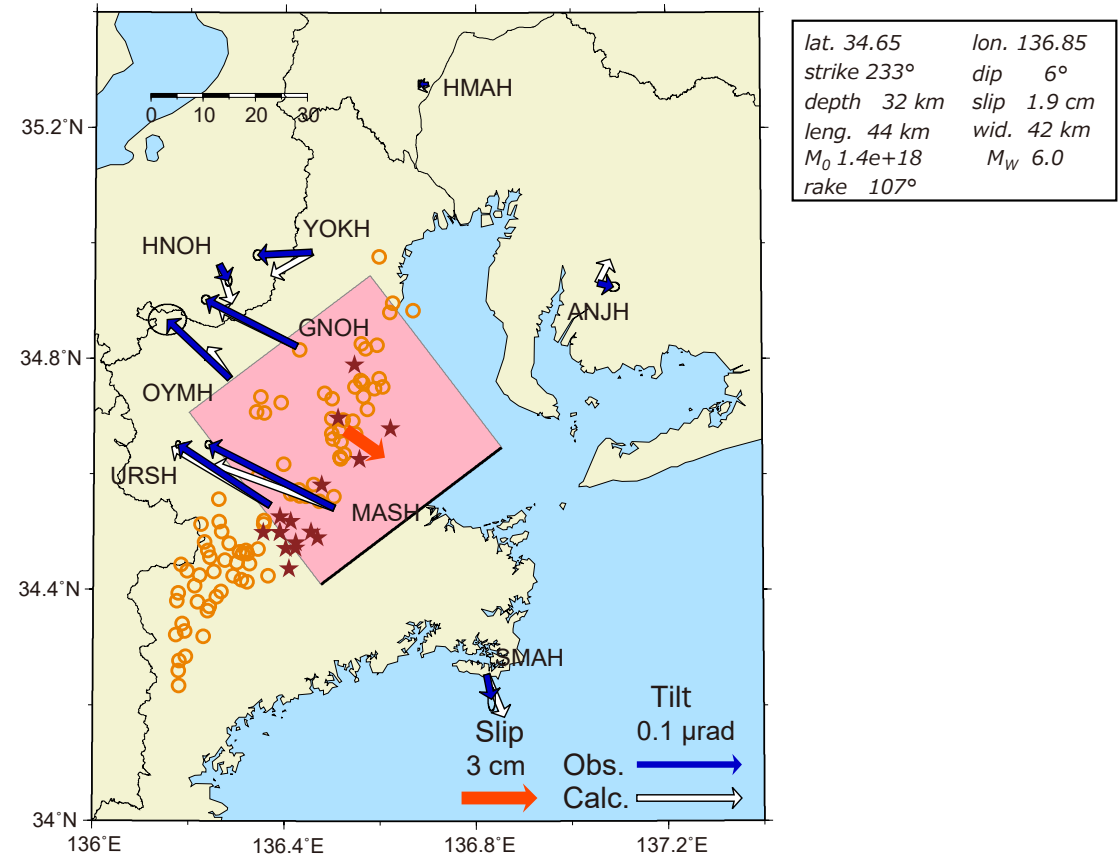 lat. 34.65 lon. 136.85
strike 233° dip 6°
depth 32 km slip 1.9 cm
leng. 44 km wid. 42 km
M0 1.4e+18 MW 6.0
rake 107°
HMAH
0 10 20 30
35.2˚N
YOKH
HNOH
ANJH
GNOH
34.8˚N
OYMH
URSH
MASH
34.4˚N
SMAH
Tilt
Slip 0.1 μrad
3 cm Obs.
Calc.
34˚N
136˚E 136.4˚E 136.8˚E 137.2˚E